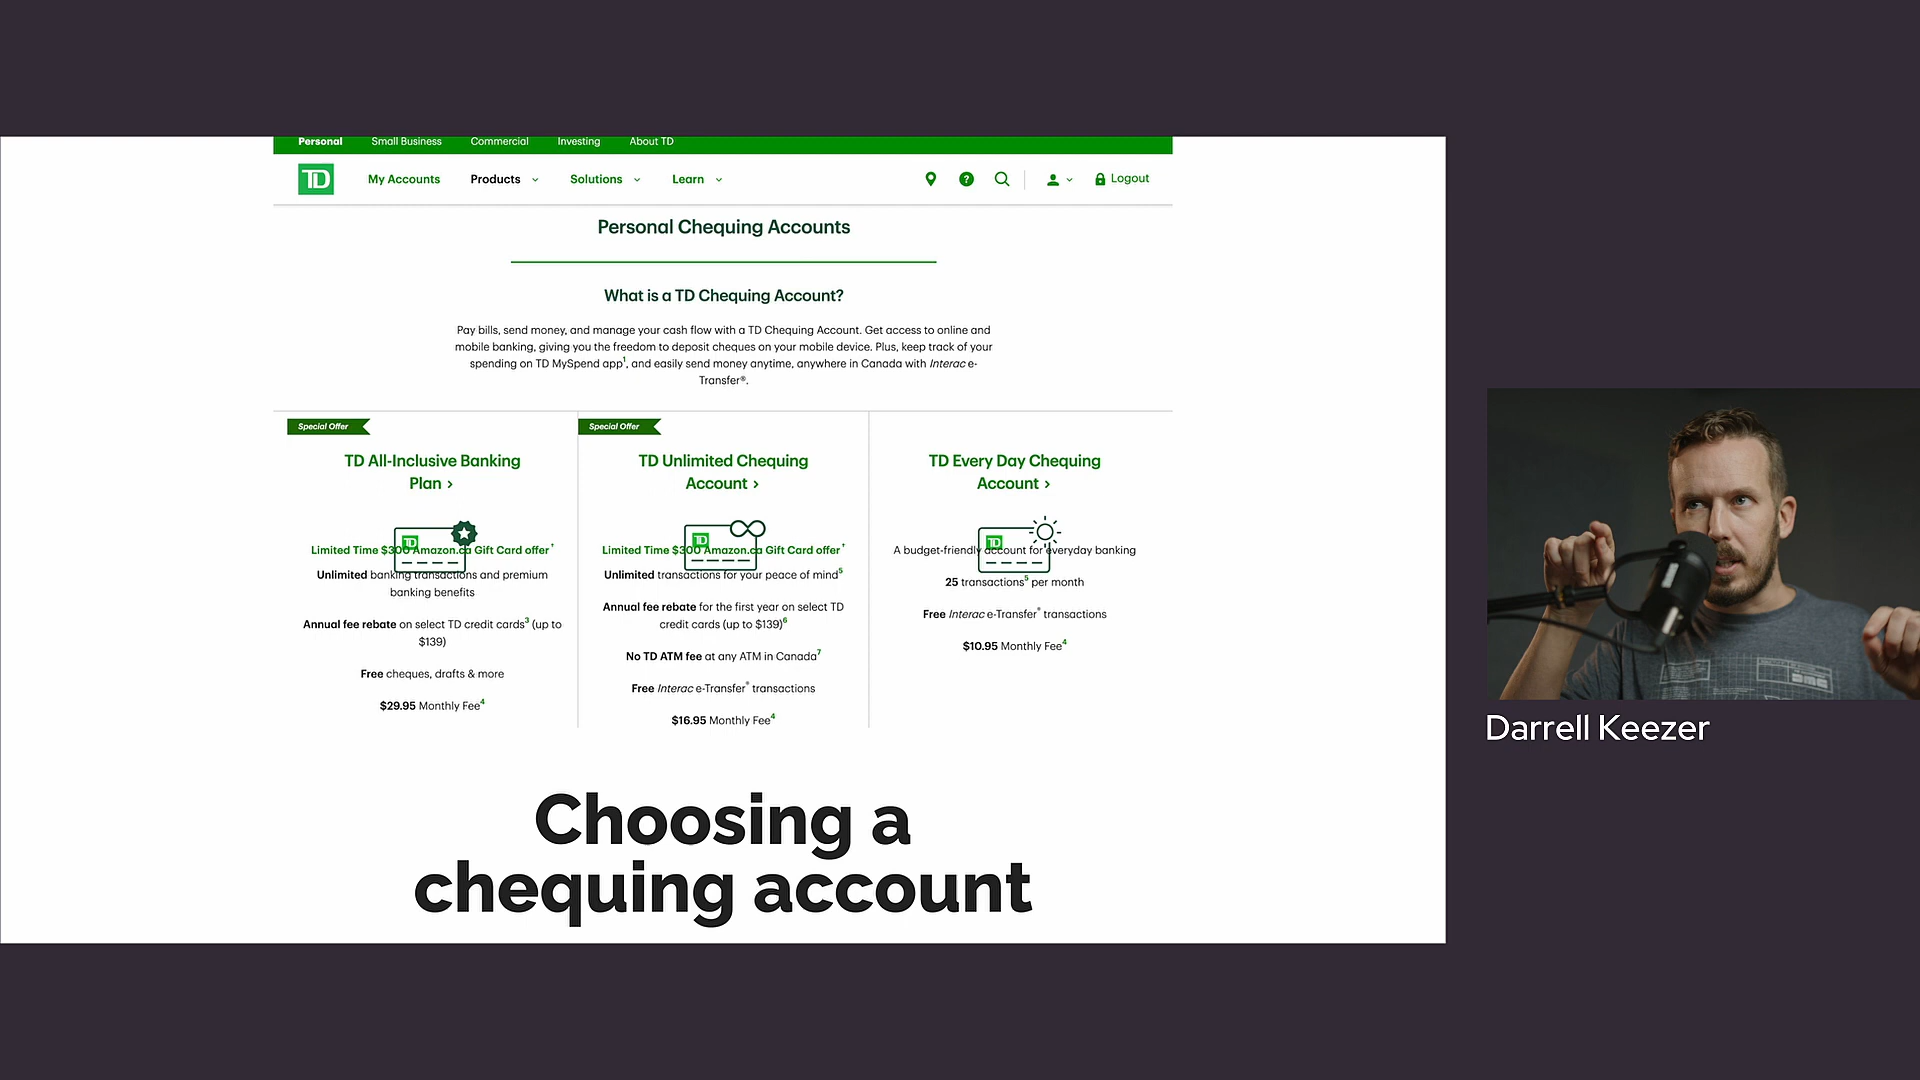 Personal Small Business Commercial Investing About TD
TD My Accounts Products Solutions Learn ? Logout
Personal Chequing Accounts
What is a TD Chequing Account?
Pay bills, send money, and manage your cash flow with a TD Chequing Account. Get access to online and
mobile banking, giving you the freedom to deposit cheques on your mobile device. Plus, keep track of your
spending on TD MySpend app¹, and easily send money anytime, anywhere in Canada with Interac e-
Transfer®.
Special Offer
TD All-Inclusive Banking
Plan ›
TD
Limited Time $300 Amazon.ca Gift Card offer†
Unlimited banking transactions and premium
banking benefits
Annual fee rebate on select TD credit cards³ (up to
$139)
Free cheques, drafts & more
$29.95 Monthly Fee⁴
Special Offer
TD Unlimited Chequing
Account ›
TD
Limited Time $300 Amazon.ca Gift Card offer†
Unlimited transactions for your peace of mind⁵
Annual fee rebate for the first year on select TD
credit cards (up to $139)⁶
No TD ATM fee at any ATM in Canada⁷
Free Interac e-Transfer® transactions
$16.95 Monthly Fee⁴
TD Every Day Chequing
Account ›
TD
A budget-friendly account for everyday banking
25 transactions⁵ per month
Free Interac e-Transfer® transactions
$10.95 Monthly Fee⁴
Choosing a
chequing account
Darrell Keezer